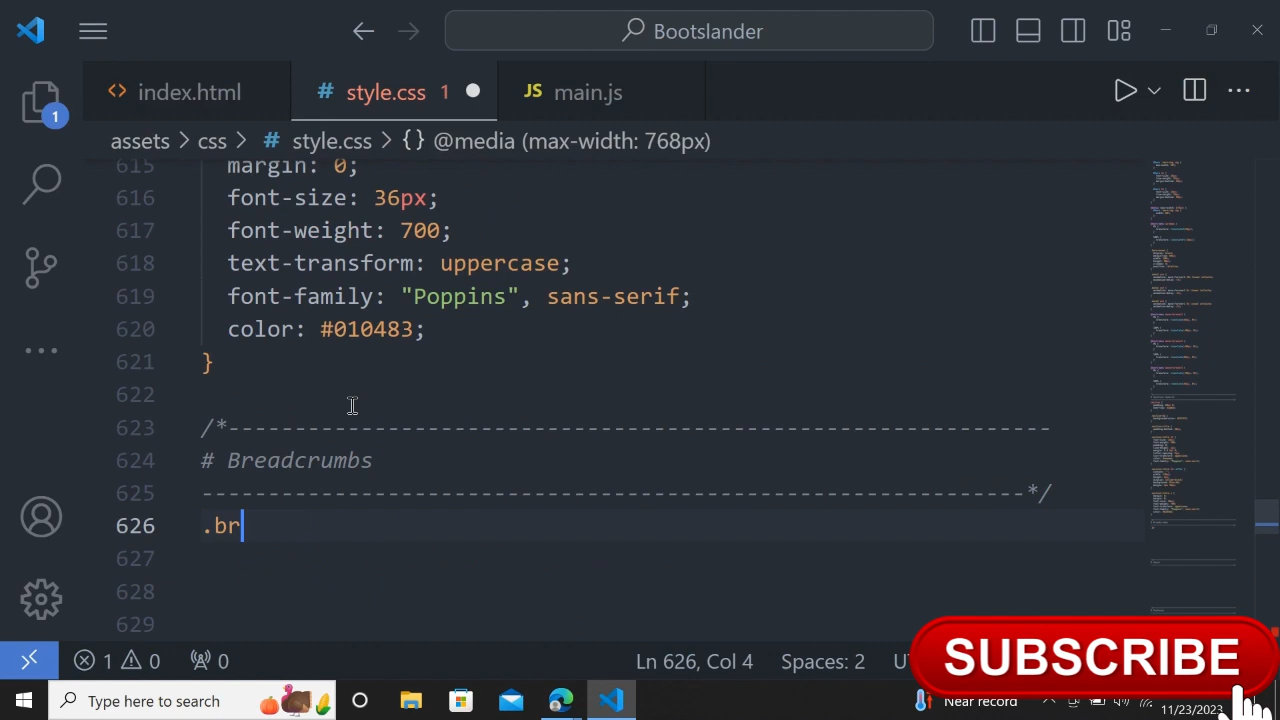 Bootslander
index.html
style.css 1
JS main.js
assets > css > # style.css > {} @media (max-width: 768px)
1
615 margin: 0;
616 font-size: 36px;
617 font-weight: 700;
618 text-transform: uppercase;
619 font-family: "Poppins", sans-serif;
620 color: #010483;
621 }
622
623 /*---------------------------------------------------------
624 # Breadcrumbs
625 ---------------------------------------------------------*/
626 .br
627
628
629
1 0 0
Ln 626, Col 4 Spaces: 2
SUBSCRIBE
Type here to search
Near record
11/23/2023